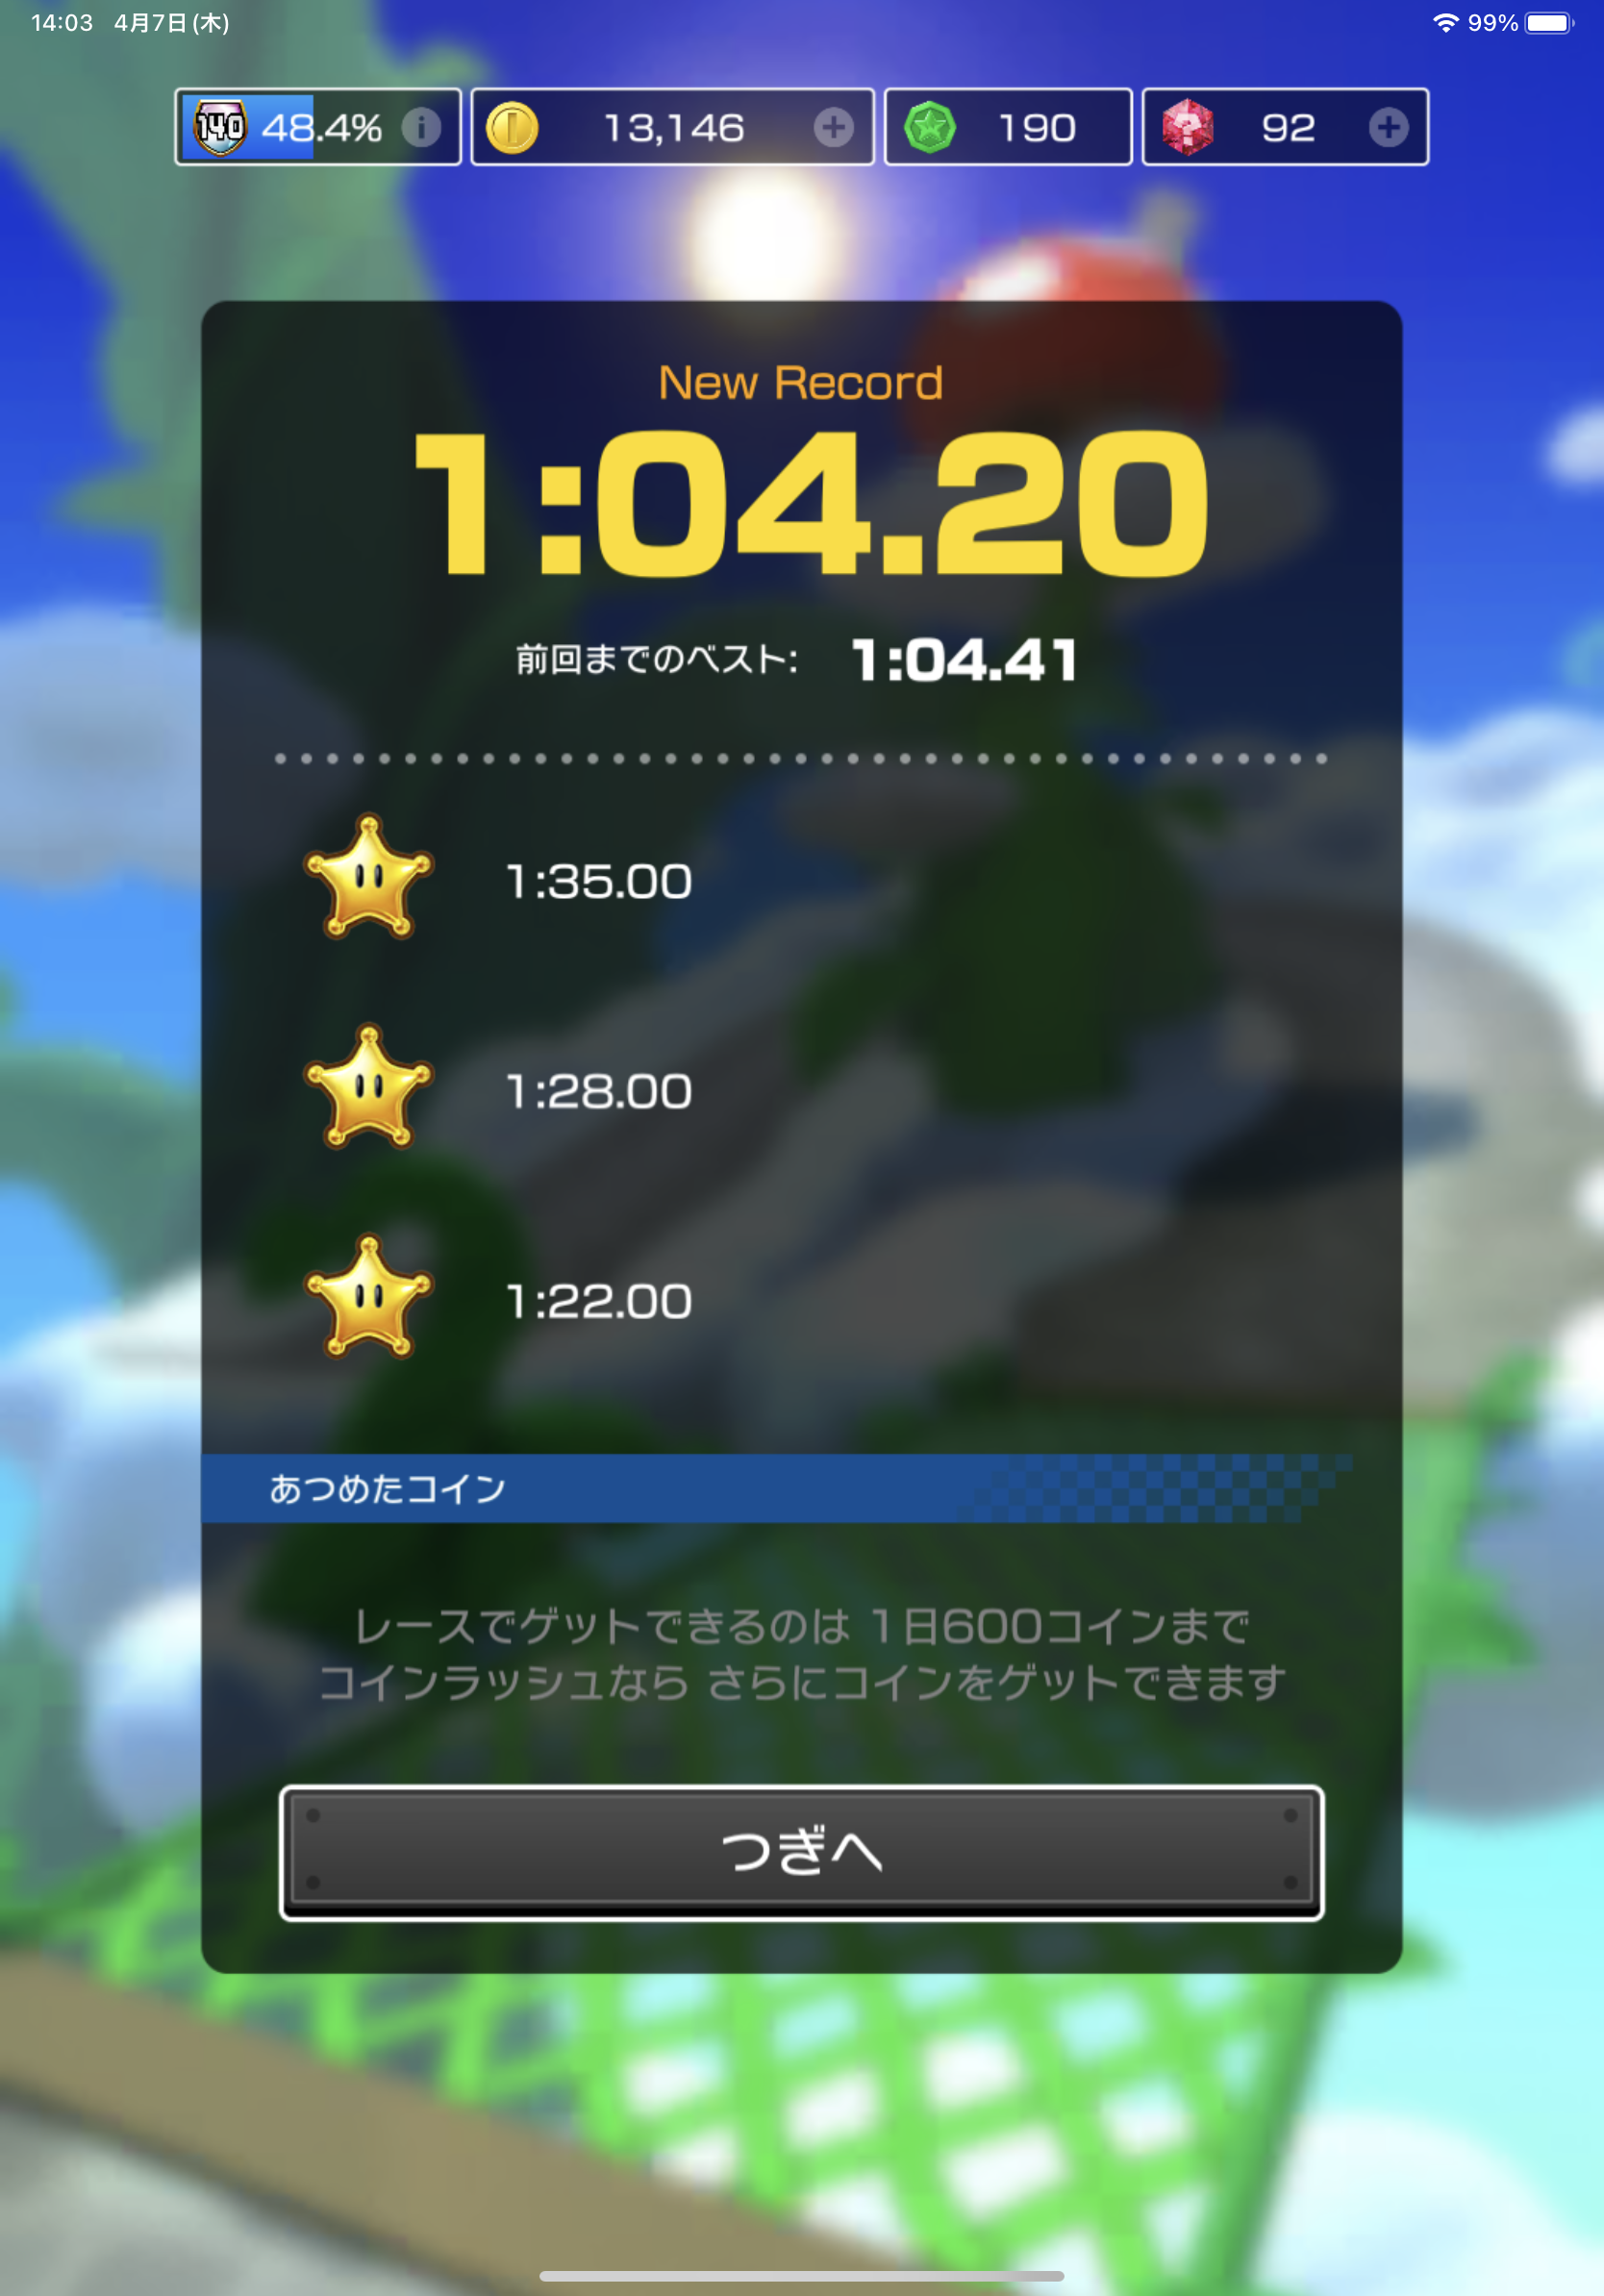 14:03 4月7日(木) 99%
140 48.4% i 13,146 + 190 ? 92 +
New Record
1:04.20
前回までのベスト: 1:04.41
1:35.00
1:28.00
1:22.00
あつめたコイン
レースでゲットできるのは 1日600コインまで
コインラッシュなら さらにコインをゲットできます
つぎへ